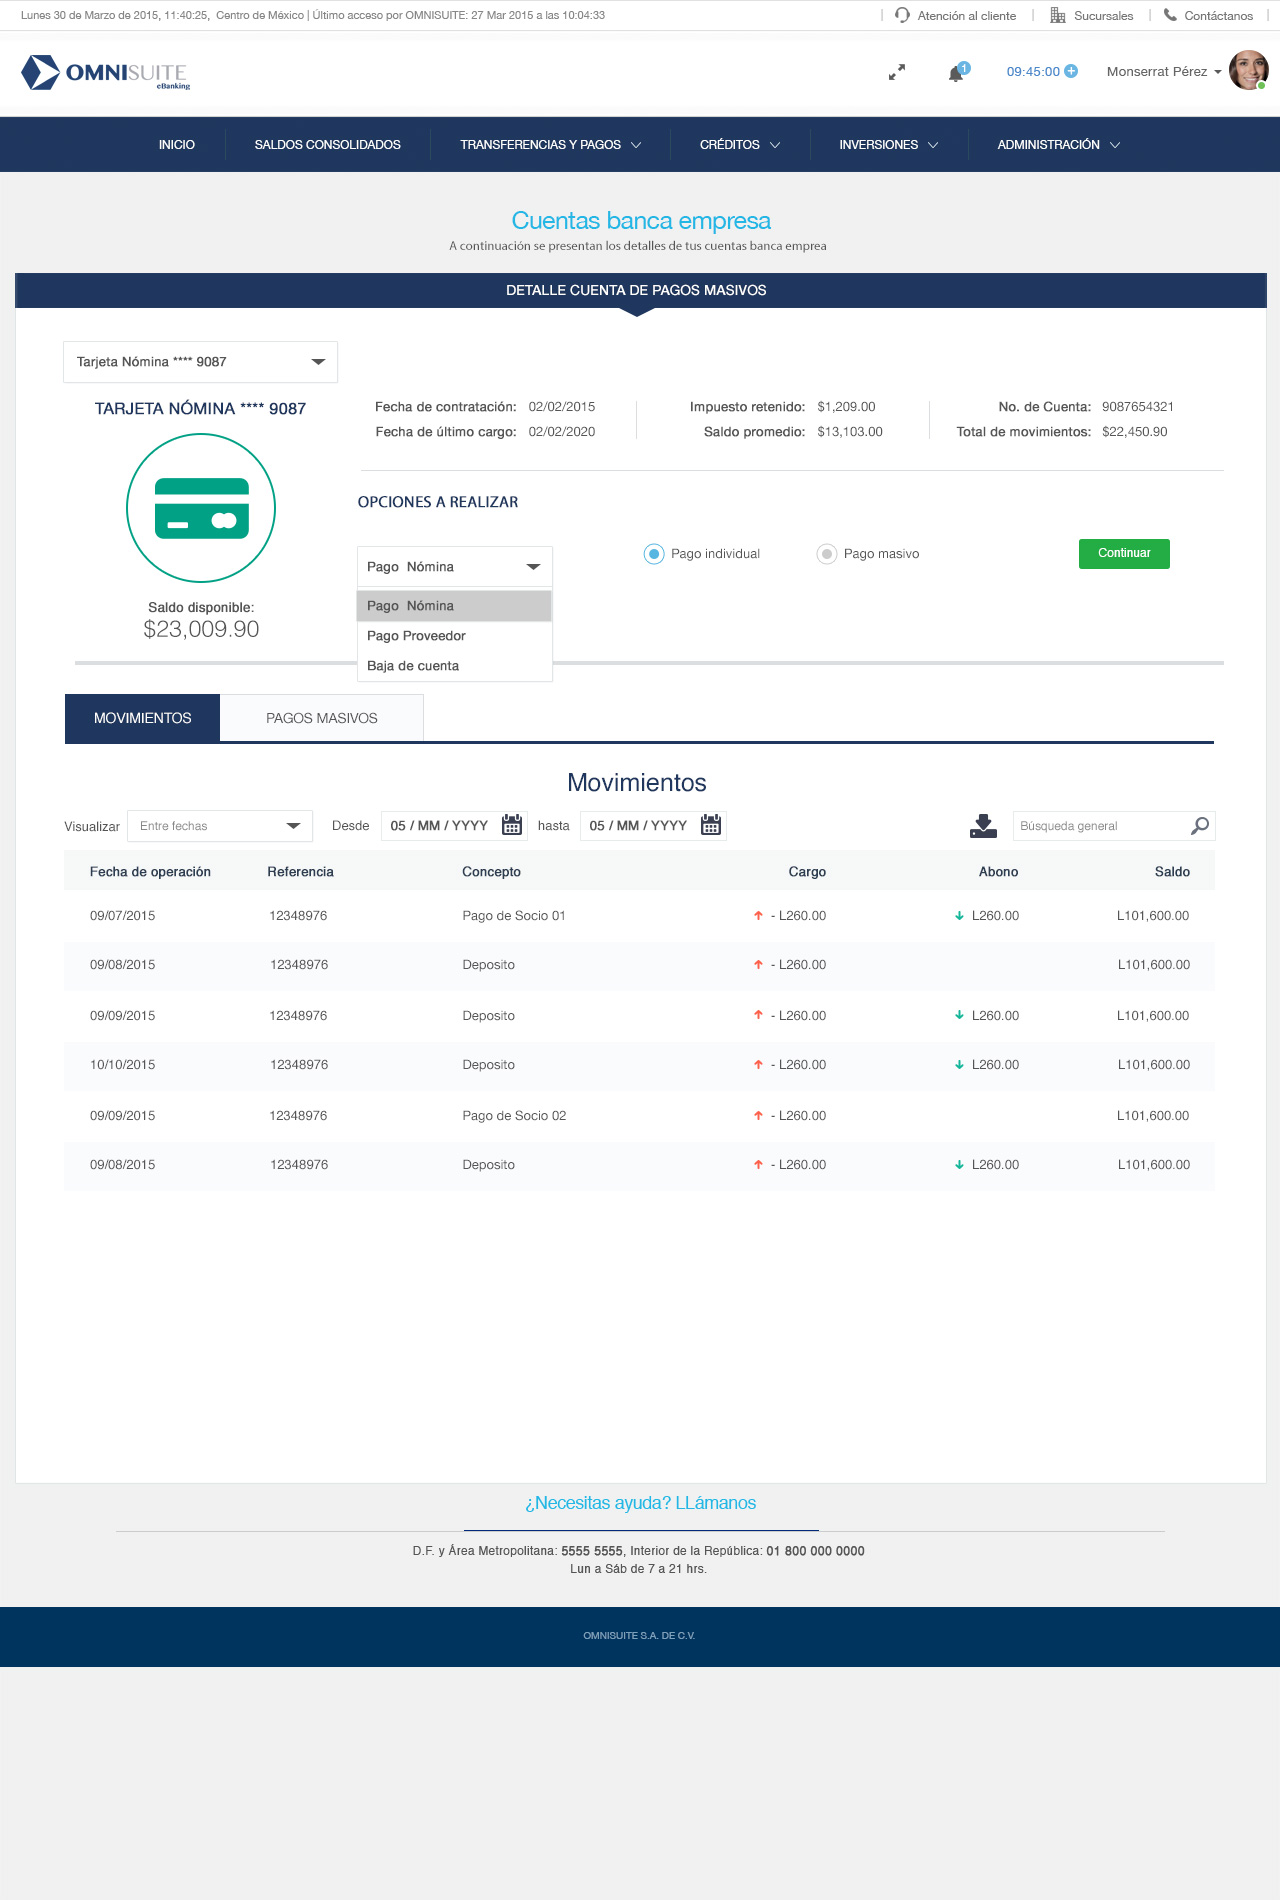 Lunes 30 de Marzo de 2015, 11:40:25,  Centro de México | Último acceso por OMNISUITE: 27 Mar 2015 a las 10:04:33 | Atención al cliente | Sucursales | Contáctanos |
OMNISUITE
eBanking
1
09:45:00
Monserrat Pérez
INICIO SALDOS CONSOLIDADOS TRANSFERENCIAS Y PAGOS CRÉDITOS INVERSIONES ADMINISTRACIÓN
Cuentas banca empresa
A continuación se presentan los detalles de tus cuentas banca emprea
DETALLE CUENTA DE PAGOS MASIVOS
Tarjeta Nómina **** 9087
TARJETA NÓMINA **** 9087
Saldo disponible:
$23,009.90
Fecha de contratación: 02/02/2015 Impuesto retenido: $1,209.00 No. de Cuenta: 9087654321
Fecha de último cargo: 02/02/2020 Saldo promedio: $13,103.00 Total de movimientos: $22,450.90
OPCIONES A REALIZAR
Pago  Nómina Pago individual Pago masivo Continuar
Pago  Nómina
Pago Proveedor
Baja de cuenta
MOVIMIENTOS PAGOS MASIVOS
Movimientos
Visualizar Entre fechas Desde 05 / MM / YYYY hasta 05 / MM / YYYY Búsqueda general
Fecha de operación Referencia Concepto Cargo Abono Saldo
09/07/2015 12348976 Pago de Socio 01 - L260.00 L260.00 L101,600.00
09/08/2015 12348976 Deposito - L260.00 L101,600.00
09/09/2015 12348976 Deposito - L260.00 L260.00 L101,600.00
10/10/2015 12348976 Deposito - L260.00 L260.00 L101,600.00
09/09/2015 12348976 Pago de Socio 02 - L260.00 L101,600.00
09/08/2015 12348976 Deposito - L260.00 L260.00 L101,600.00
¿Necesitas ayuda? LLámanos
D.F. y Área Metropolitana: 5555 5555, Interior de la República: 01 800 000 0000
Lun a Sáb de 7 a 21 hrs.
OMNISUITE S.A. DE C.V.